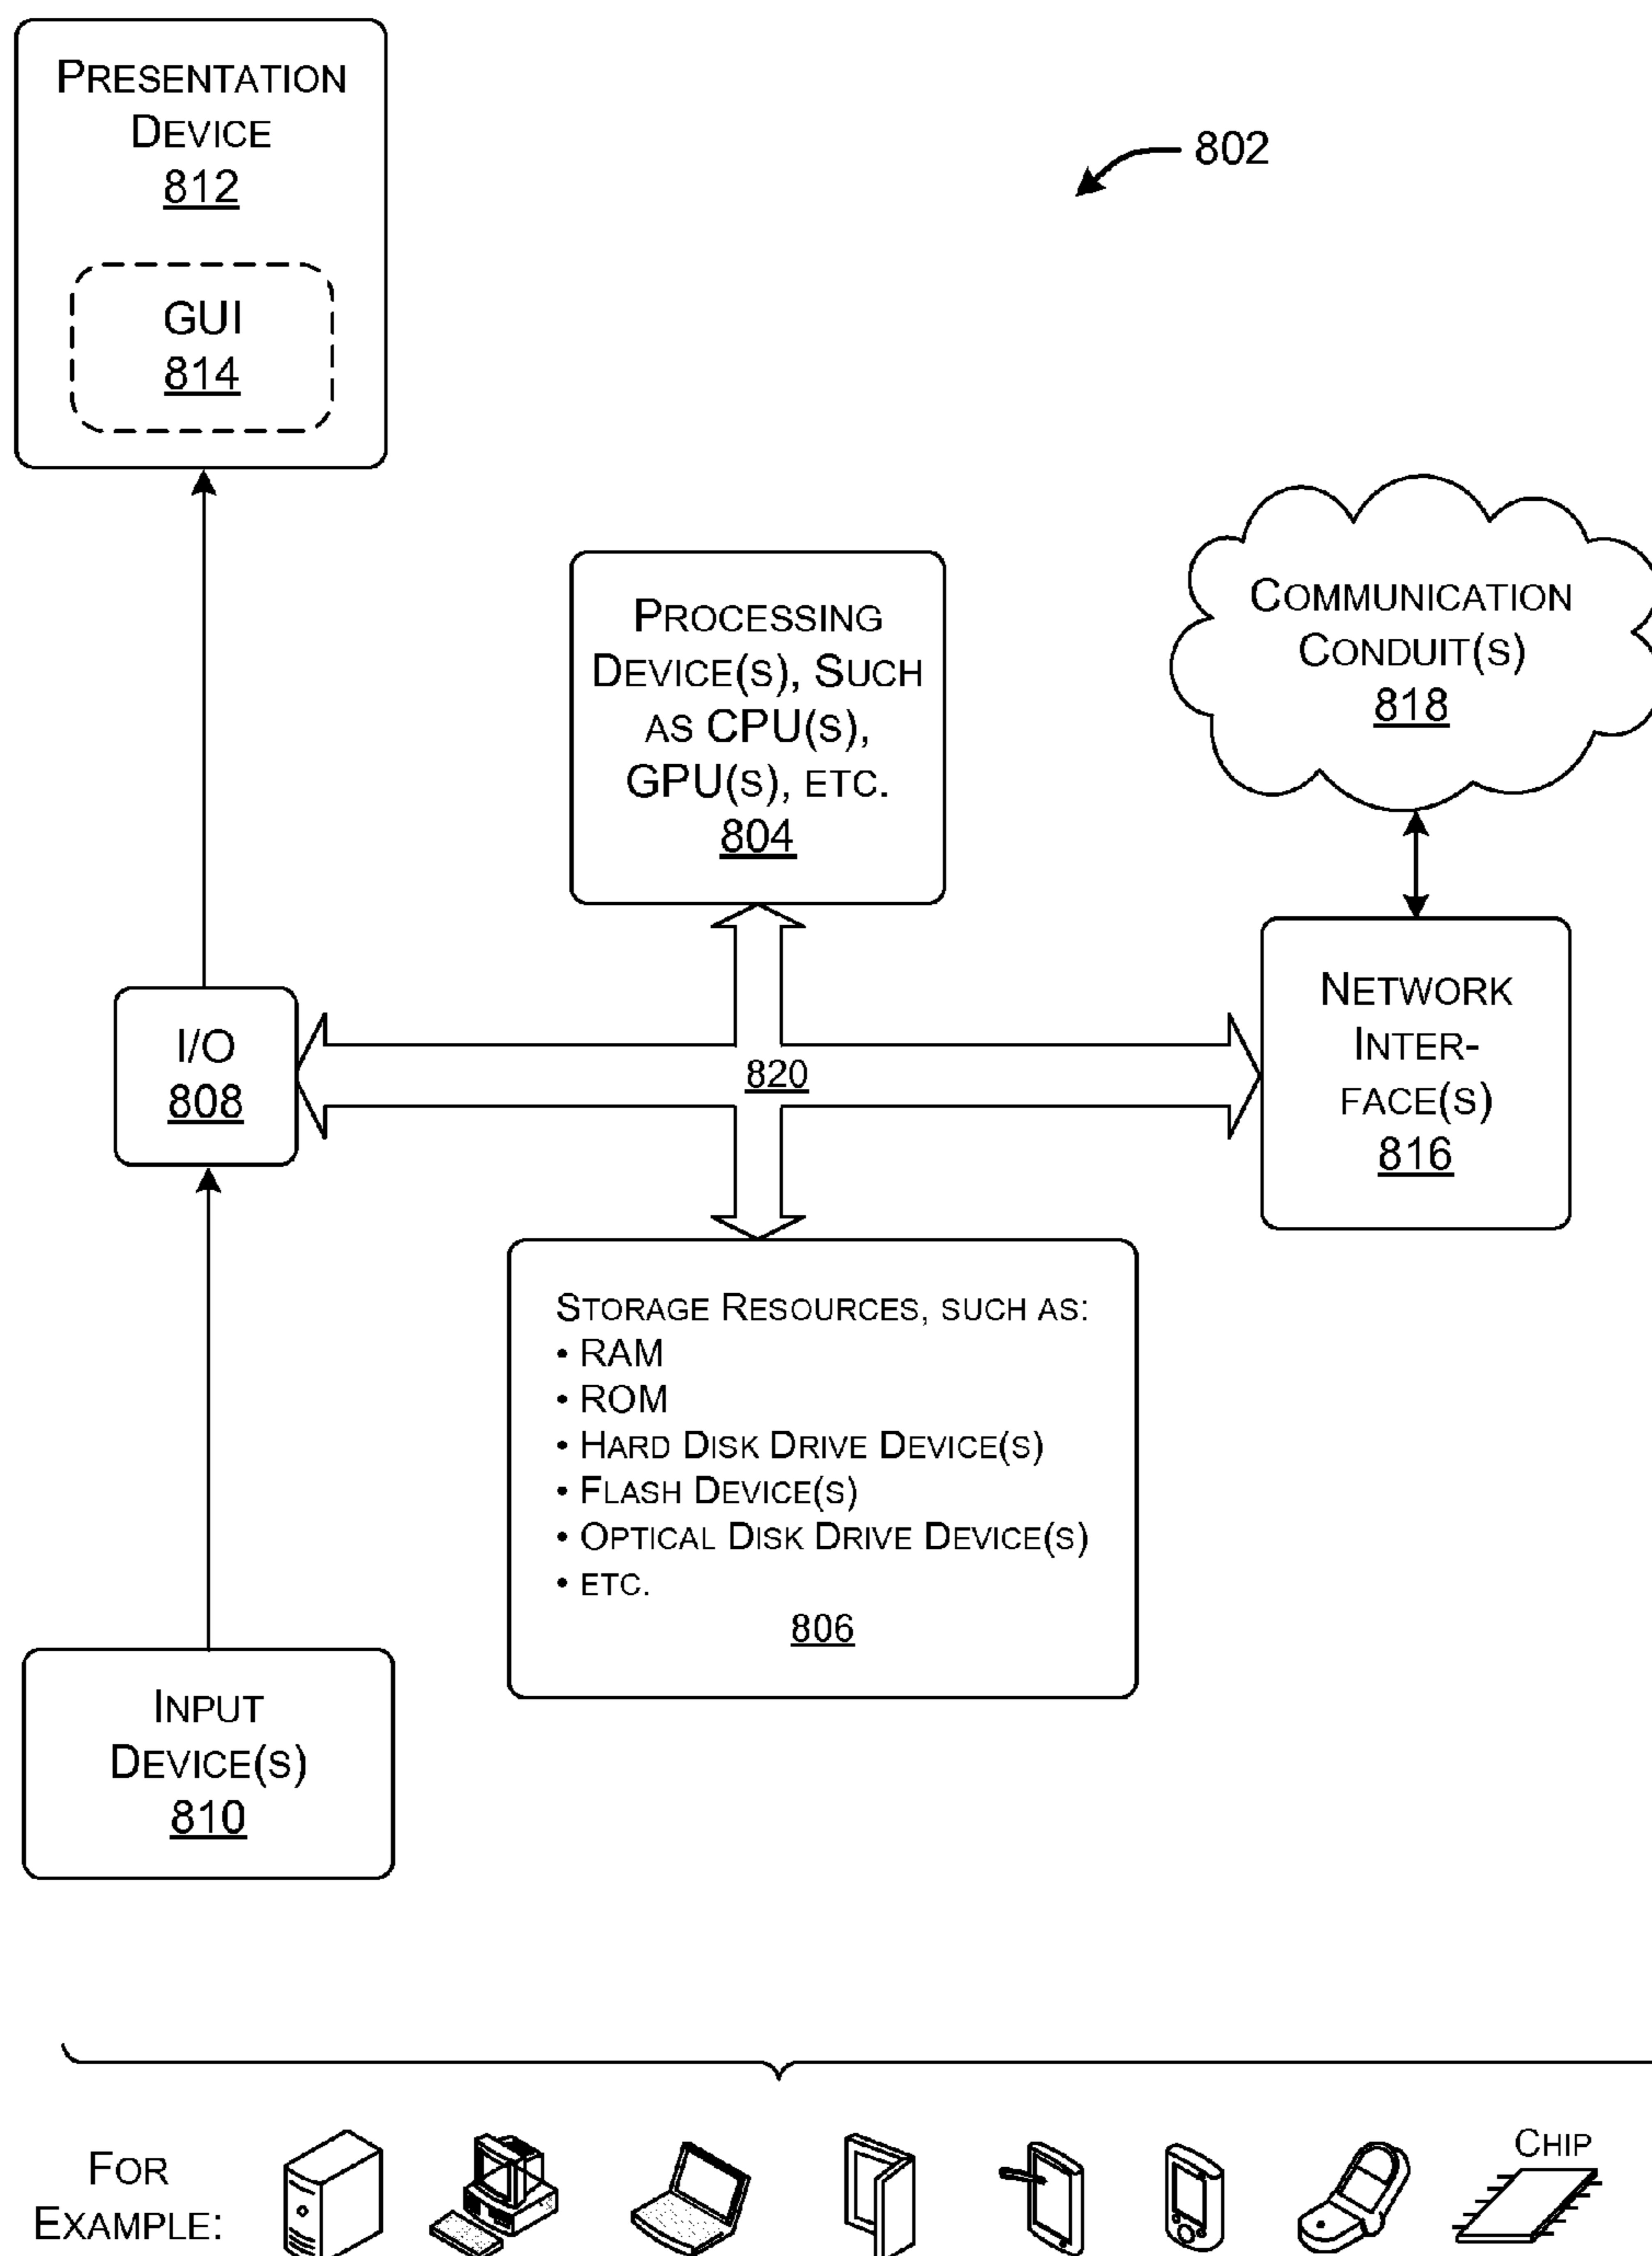 PRESENTATION
DEVICE
812
GUI
814
802
PROCESSING
DEVICE(S), SUCH
AS CPU(S),
GPU(S), ETC.
804
COMMUNICATION
CONDUIT(S)
818
I/O
808
820
NETWORK
INTER-
FACE(S)
816
STORAGE RESOURCES, SUCH AS:
• RAM
• ROM
• HARD DISK DRIVE DEVICE(S)
• FLASH DEVICE(S)
• OPTICAL DISK DRIVE DEVICE(S)
• ETC.
806
INPUT
DEVICE(S)
810
FOR
EXAMPLE:
CHIP